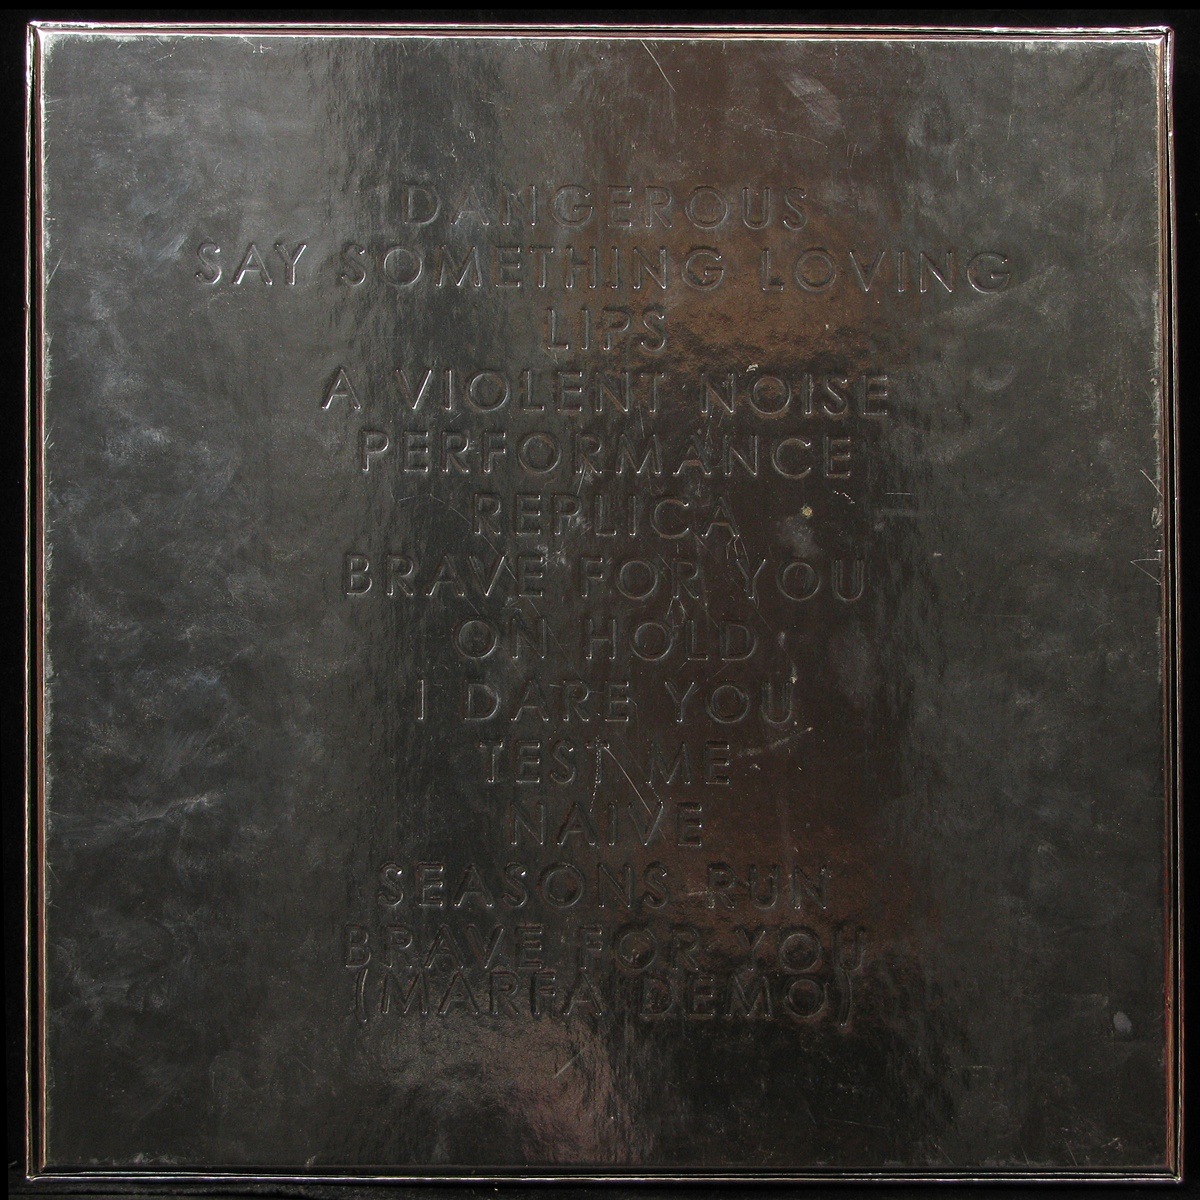 DANGEROUS
SAY SOMETHING LOVING
LIPS
A VIOLENT NOISE
PERFORMANCE
REPLICA
BRAVE FOR YOU
ON HOLD
I DARE YOU
TEST ME
NAIVE
SEASONS RUN
BRAVE FOR YOU
(MARFA DEMO)